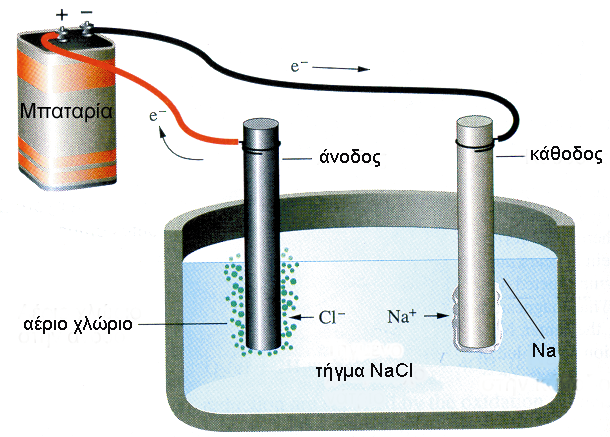 + −
Μπαταρία
e⁻
e⁻
άνοδος
κάθοδος
αέριο χλώριο
Cl⁻
Na⁺
Na
τήγμα NaCl